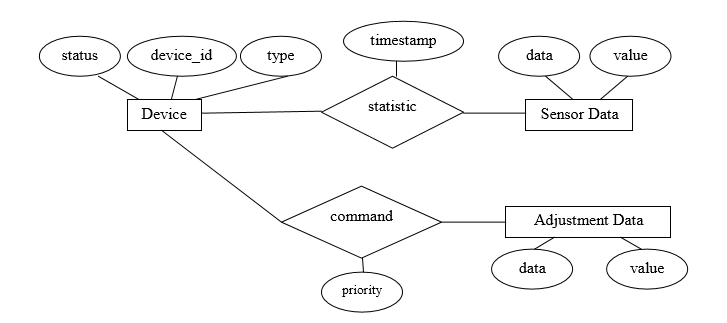 timestamp
status
device_id
type
data
value
Device
statistic
Sensor Data
command
Adjustment Data
data
value
priority